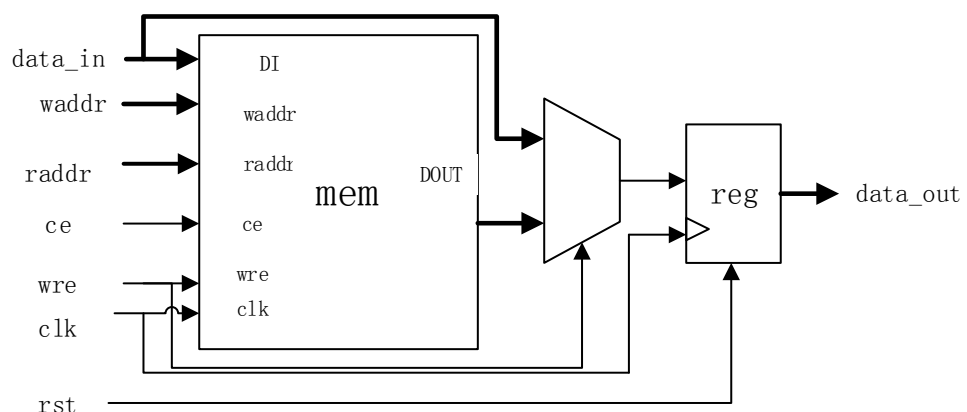 data_in
waddr
raddr
ce
wre
clk
rst
DI
waddr
raddr
mem
DOUT
ce
wre
clk
reg
data_out